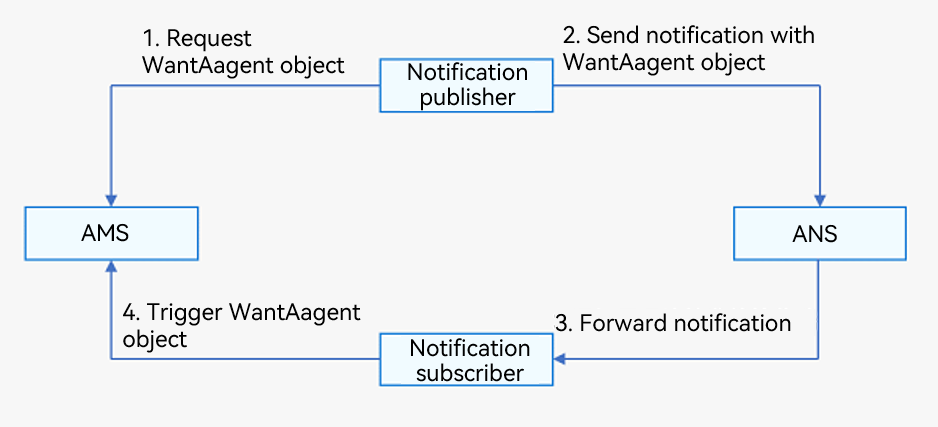 1. Request
WantAagent object
2. Send notification with
WantAagent object
Notification
publisher
AMS
ANS
4. Trigger WantAagent
object
3. Forward notification
Notification
subscriber